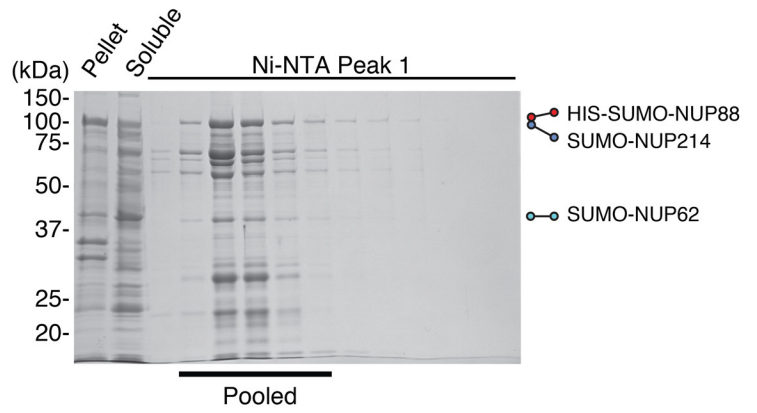 Pellet
Soluble
(kDa)
Ni-NTA Peak 1
150-
100-
75-
50-
37-
25-
20-
HIS-SUMO-NUP88
SUMO-NUP214
SUMO-NUP62
Pooled